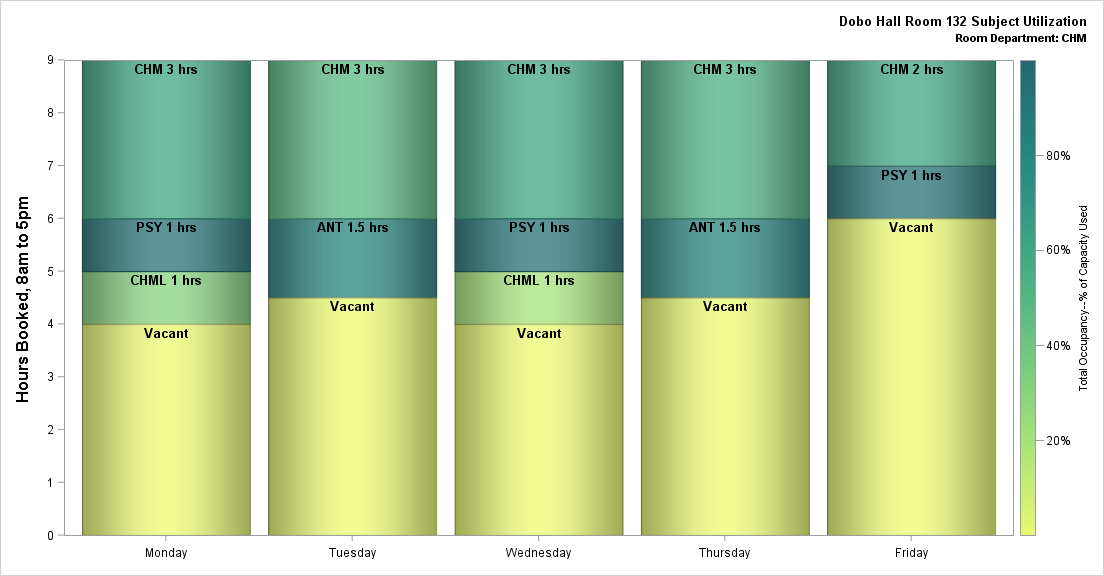 Dobo Hall Room 132 Subject Utilization
Room Department: CHM
Hours Booked, 8am to 5pm
9
8
7
6
5
4
3
2
1
0
CHM 3 hrs
PSY 1 hrs
CHML 1 hrs
Vacant
Monday
CHM 3 hrs
ANT 1.5 hrs
Vacant
Tuesday
CHM 3 hrs
PSY 1 hrs
CHML 1 hrs
Vacant
Wednesday
CHM 3 hrs
ANT 1.5 hrs
Vacant
Thursday
CHM 2 hrs
PSY 1 hrs
Vacant
Friday
80%
60%
40%
20%
Total Occupancy--% of Capacity Used